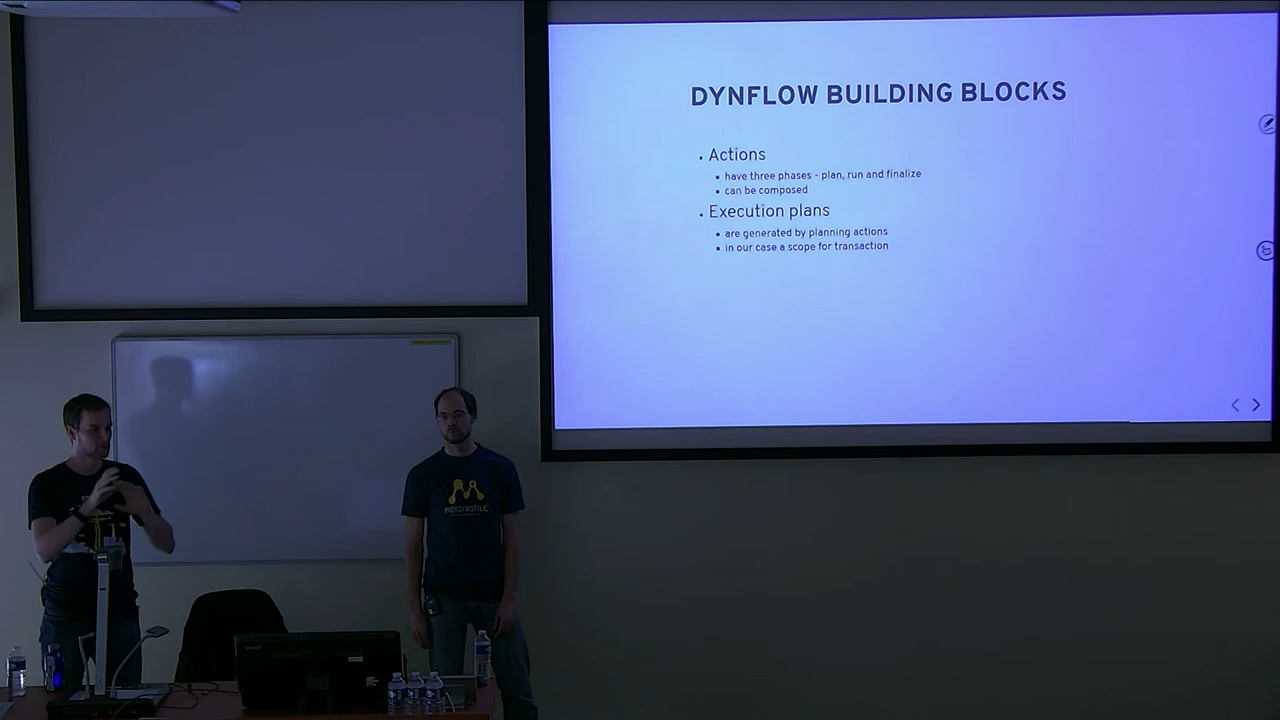 DYNFLOW BUILDING BLOCKS
Actions
have three phases - plan, run and finalize
can be composed
Execution plans
are generated by planning actions
in our case a scope for transaction
MICROPROFILE